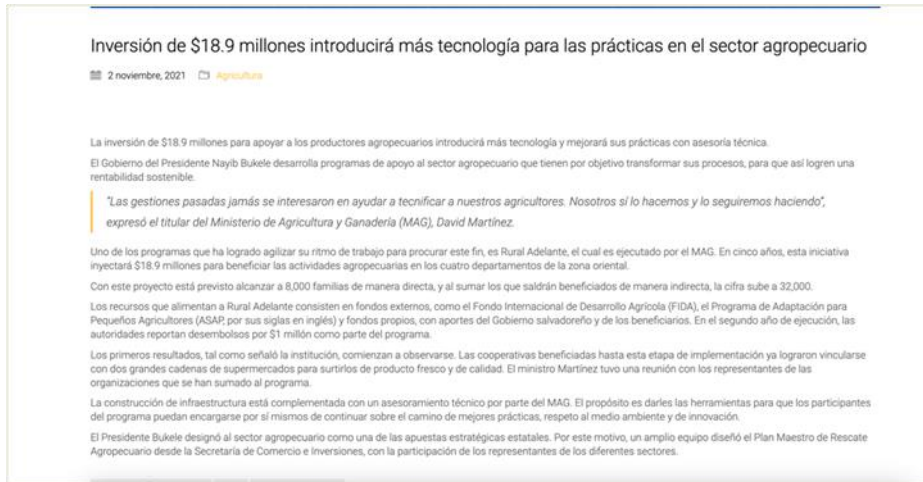 Inversión de $18.9 millones introducirá más tecnología para las prácticas en el sector agropecuario
2 noviembre, 2021 Agricultura
La inversión de $18.9 millones para apoyar a los productores agropecuarios introducirá más tecnología y mejorará sus prácticas con asesoría técnica.
El Gobierno del Presidente Nayib Bukele desarrolla programas de apoyo al sector agropecuario que tienen por objetivo transformar sus procesos, para que así logren una
rentabilidad sostenible.
"Las gestiones pasadas jamás se interesaron en ayudar a tecnificar a nuestros agricultores. Nosotros sí lo hacemos y lo seguiremos haciendo",
expresó el titular del Ministerio de Agricultura y Ganadería (MAG), David Martínez.
Uno de los programas que ha logrado agilizar su ritmo de trabajo para procurar este fin, es Rural Adelante, el cual es ejecutado por el MAG. En cinco años, esta iniciativa
inyectará $18.9 millones para beneficiar las actividades agropecuarias en los cuatro departamentos de la zona oriental.
Con este proyecto está previsto alcanzar a 8,000 familias de manera directa, y al sumar los que saldrán beneficiados de manera indirecta, la cifra sube a 32,000.
Los recursos que alimentan a Rural Adelante consisten en fondos externos, como el Fondo Internacional de Desarrollo Agrícola (FIDA), el Programa de Adaptación para
Pequeños Agricultores (ASAP, por sus siglas en inglés) y fondos propios, con aportes del Gobierno salvadoreño y de los beneficiarios. En el segundo año de ejecución, las
autoridades reportan desembolsos por $1 millón como parte del programa.
Los primeros resultados, tal como señaló la institución, comienzan a observarse. Las cooperativas beneficiadas hasta esta etapa de implementación ya lograron vincularse
con dos grandes cadenas de supermercados para surtirlos de producto fresco y de calidad. El ministro Martínez tuvo una reunión con los representantes de las
organizaciones que se han sumado al programa.
La construcción de infraestructura está complementada con un asesoramiento técnico por parte del MAG. El propósito es darles las herramientas para que los participantes
del programa puedan encargarse por sí mismos de continuar sobre el camino de mejores prácticas, respeto al medio ambiente y de innovación.
El Presidente Bukele designó al sector agropecuario como una de las apuestas estratégicas estatales. Por este motivo, un amplio equipo diseñó el Plan Maestro de Rescate
Agropecuario desde la Secretaría de Comercio e Inversiones, con la participación de los representantes de los diferentes sectores.